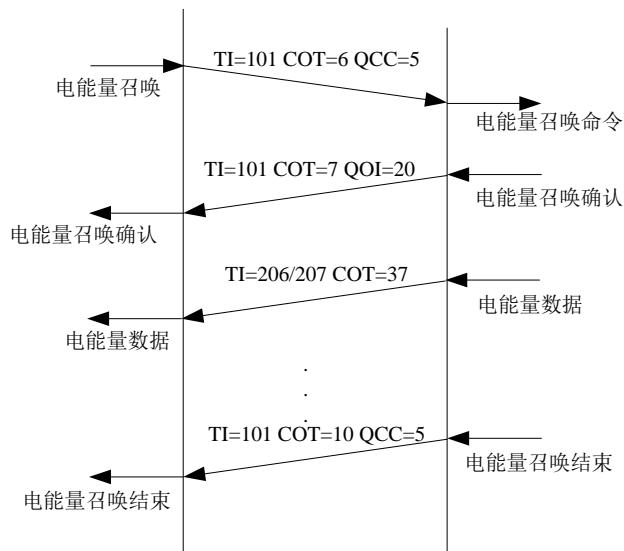 TI=101 COT=6 QCC=5
电能量召唤
电能量召唤命令
TI=101 COT=7 QOI=20
电能量召唤确认
电能量召唤确认
TI=206/207 COT=37
电能量数据
电能量数据
.
.
.
TI=101 COT=10 QCC=5
电能量召唤结束
电能量召唤结束